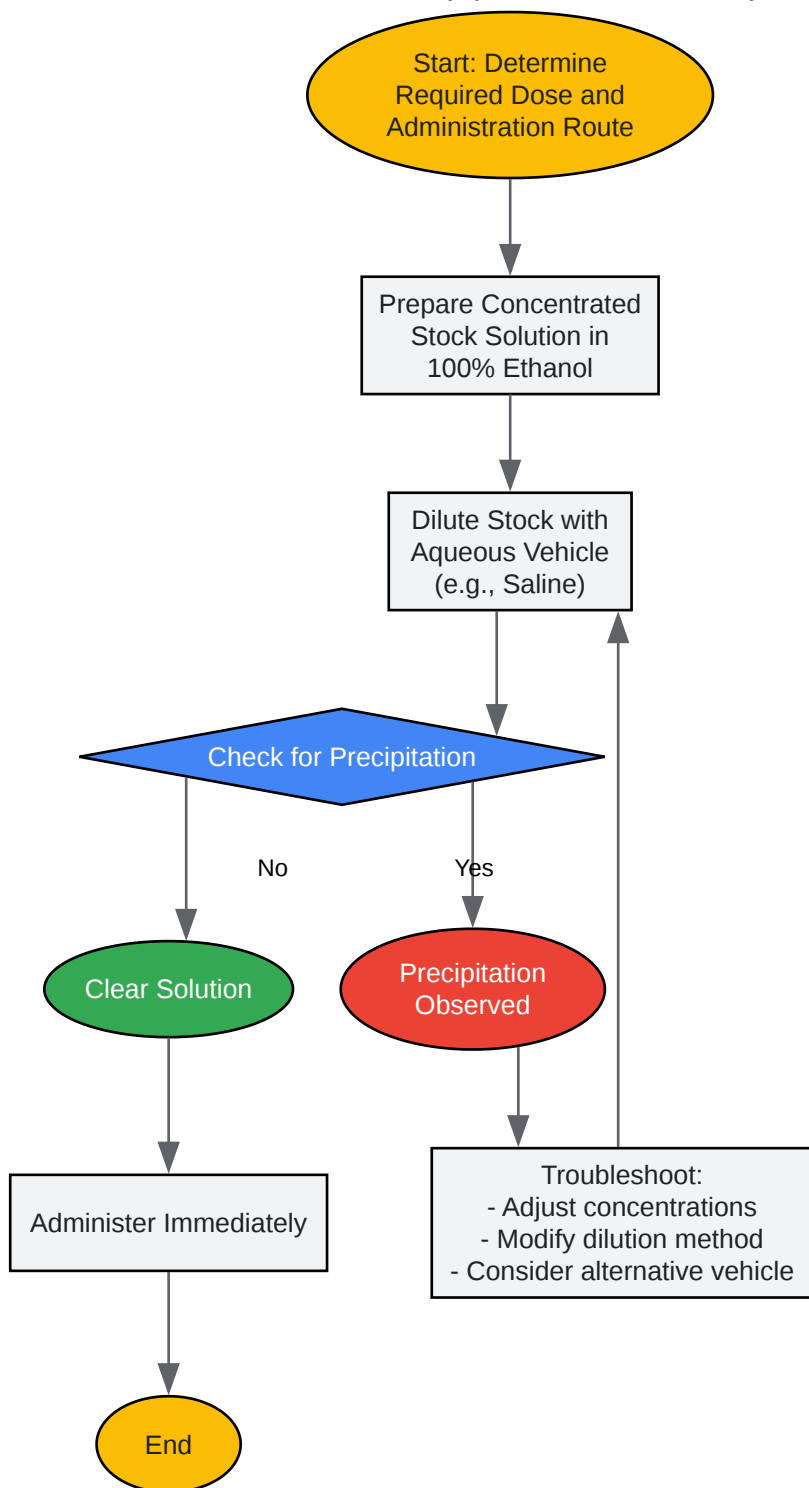 Start: Determine
Required Dose and
Administration Route
Prepare Concentrated
Stock Solution in
100% Ethanol
Dilute Stock with
Aqueous Vehicle
(e.g., Saline)
Check for Precipitation
No
Yes
Clear Solution
Precipitation
Observed
Troubleshoot:
- Adjust concentrations
- Modify dilution method
- Consider alternative vehicle
Administer Immediately
End